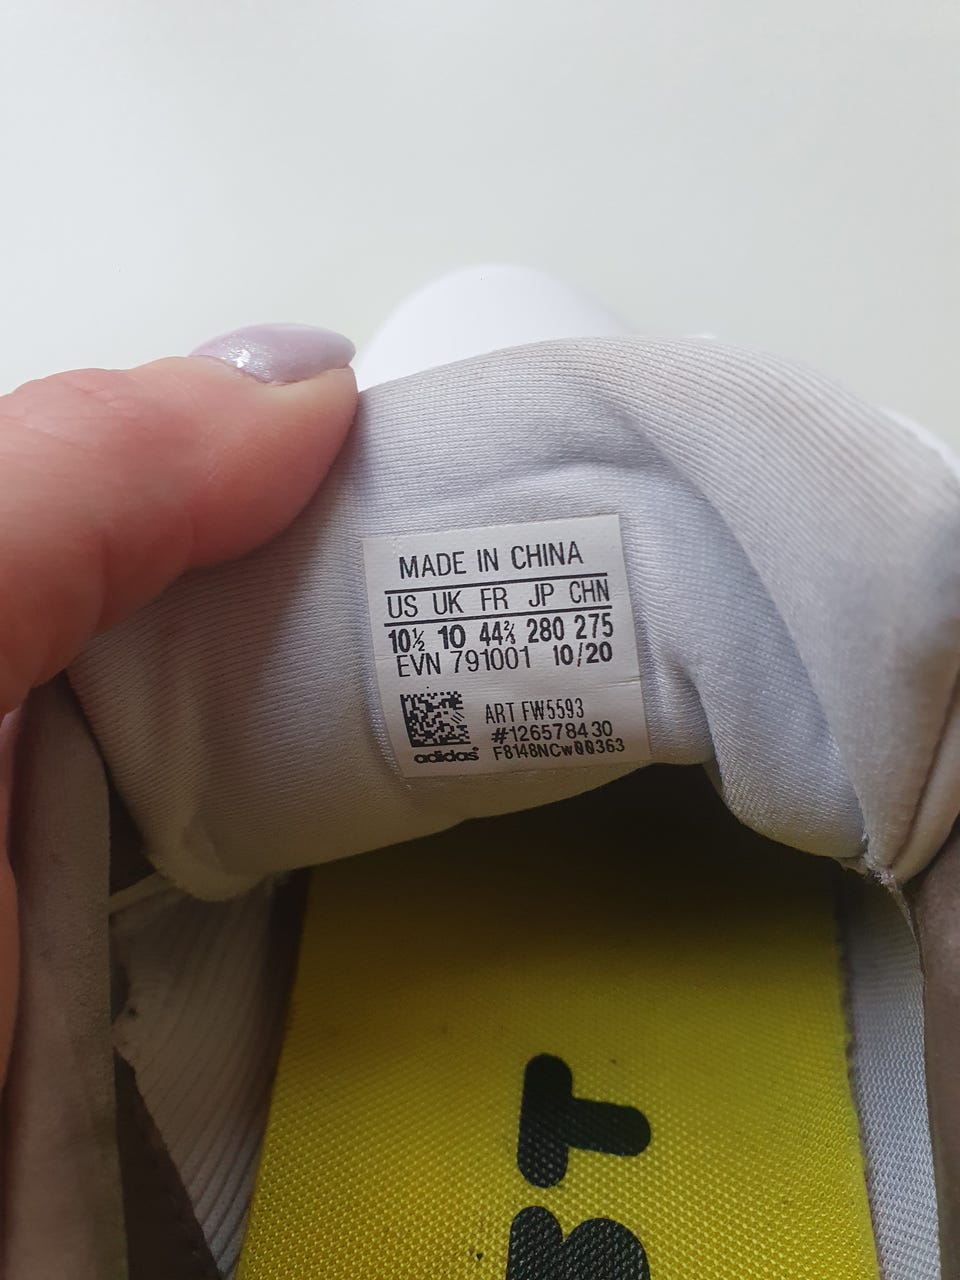 MADE IN CHINA
US UK FR JP CHN
10½ 10 44⅔ 280 275
EVN 791001 10/20
ART FW5593
#126578430
adidas F8148NCW00363
ST